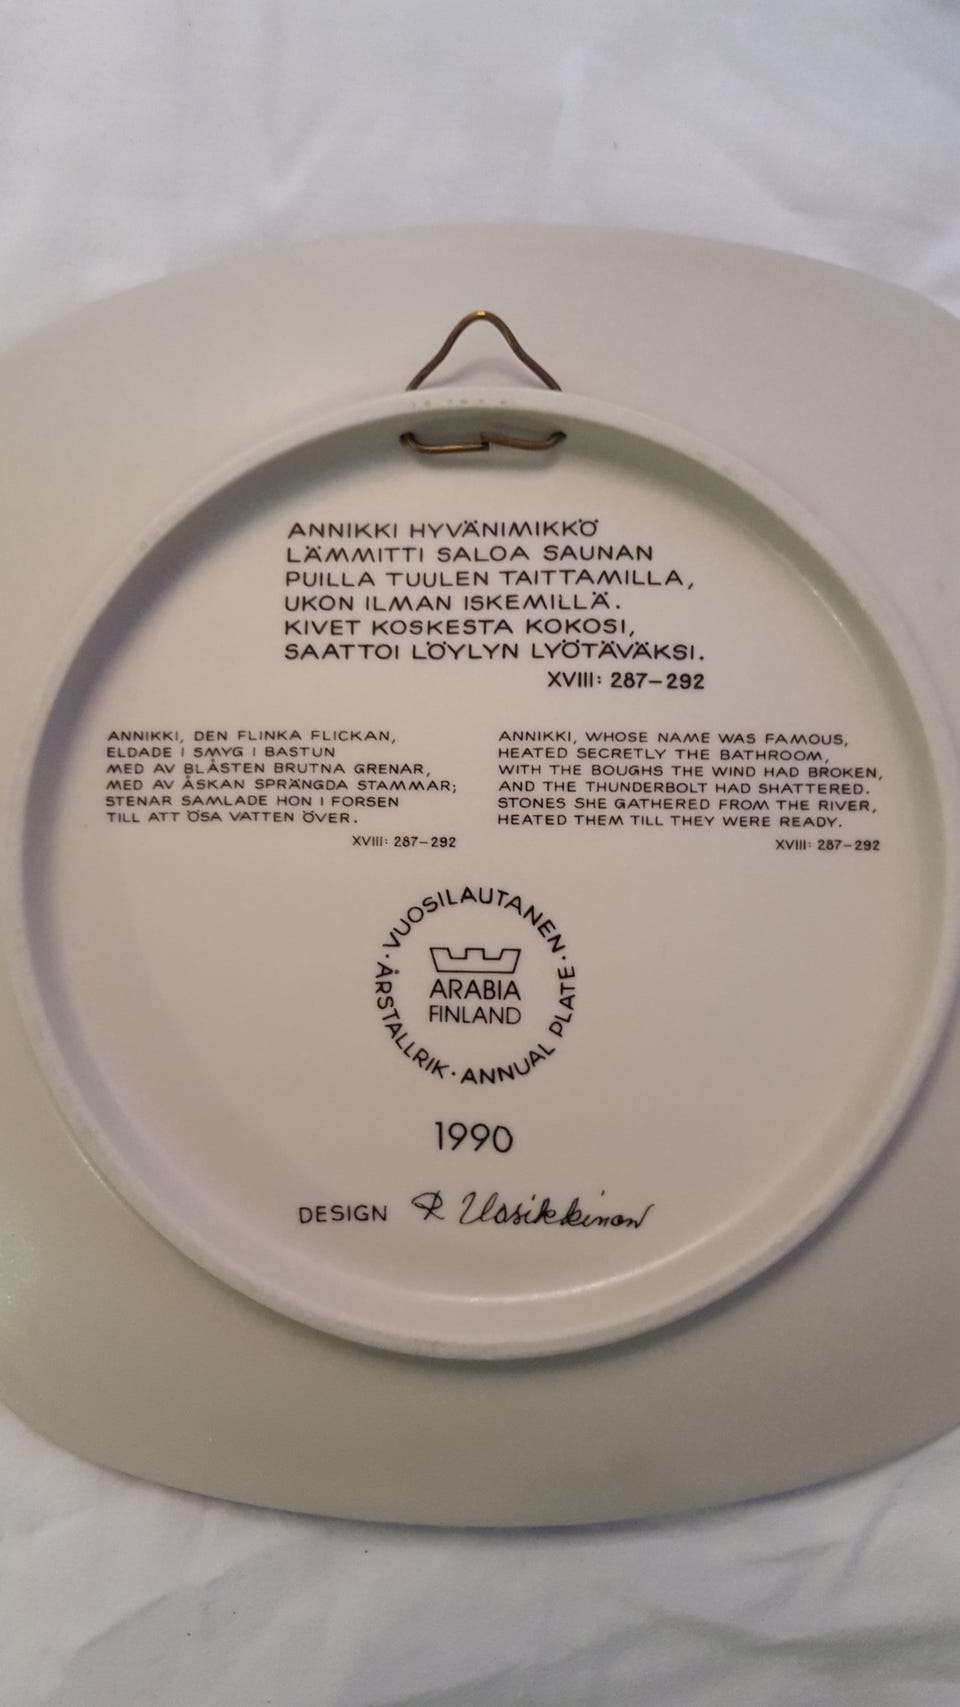 ANNIKKI HYVÄNIMIKKÖ
LÄMMITTI SALOA SAUNAN
PUILLA TUULEN TAITTAMILLA,
UKON ILMAN ISKEMILLÄ.
KIVET KOSKESTA KOKOSI,
SAATTOI LÖYLYN LYÖTÄVÄKSI.
XVIII: 287–292
ANNIKKI, DEN FLINKA FLICKAN,
ELDADE I SMYG I BASTUN
MED AV BLÅSTEN BRUTNA GRENAR,
MED AV ÅSKAN SPRÄNGDA STAMMAR;
STENAR SAMLADE HON I FORSEN
TILL ATT ÖSA VATTEN ÖVER.
XVIII: 287–292
ANNIKKI, WHOSE NAME WAS FAMOUS,
HEATED SECRETLY THE BATHROOM,
WITH THE BOUGHS THE WIND HAD BROKEN,
AND THE THUNDERBOLT HAD SHATTERED.
STONES SHE GATHERED FROM THE RIVER,
HEATED THEM TILL THEY WERE READY.
XVIII: 287–292
· VUOSILAUTANEN · ANNUAL PLATE · ÅRSTALLRIK
ARABIA
FINLAND
1990
DESIGN R Uosikkinen